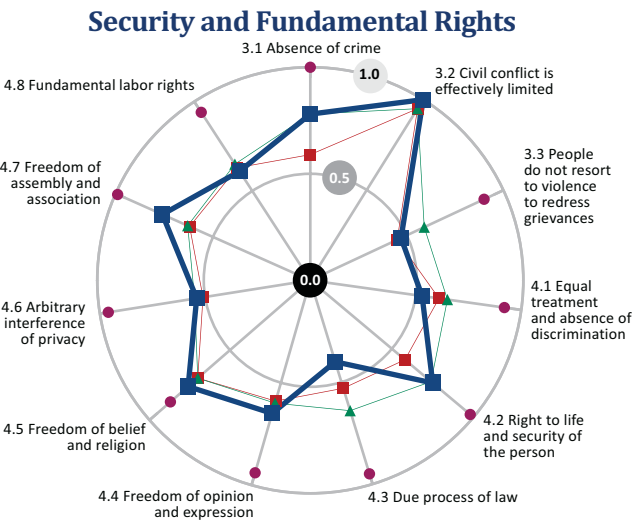 Security and Fundamental Rights
3.1 Absence of crime
1.0
3.2 Civil conflict is
effectively limited
4.8 Fundamental labor rights
3.3 People
do not resort
to violence
to redress
grievances
4.7 Freedom of
assembly and
association
0.5
0.0
4.1 Equal
treatment
and absence of
discrimination
4.6 Arbitrary
interference
of privacy
4.2 Right to life
and security of
the person
4.5 Freedom of belief
and religion
4.4 Freedom of opinion
and expression
4.3 Due process of law